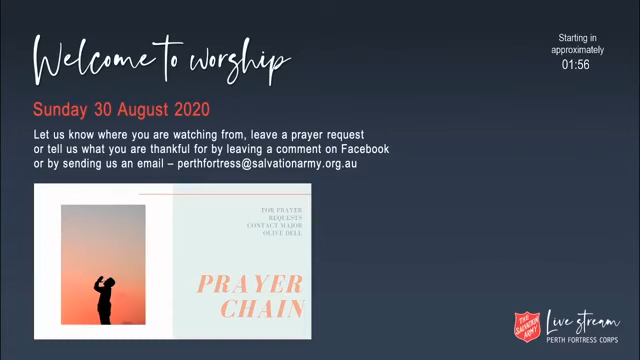 Welcome to worship
Starting in
approximately
01:56
Sunday 30 August 2020
Let us know where you are watching from, leave a prayer request
or tell us what you are thankful for by leaving a comment on Facebook
or by sending us an email – perthfortress@salvationarmy.org.au
FOR PRAYER
REQUESTS
CONTACT MAJOR
OLIVE DELL
PRAYER
CHAIN
THE
SALVATION
ARMY
Live stream
PERTH FORTRESS CORPS